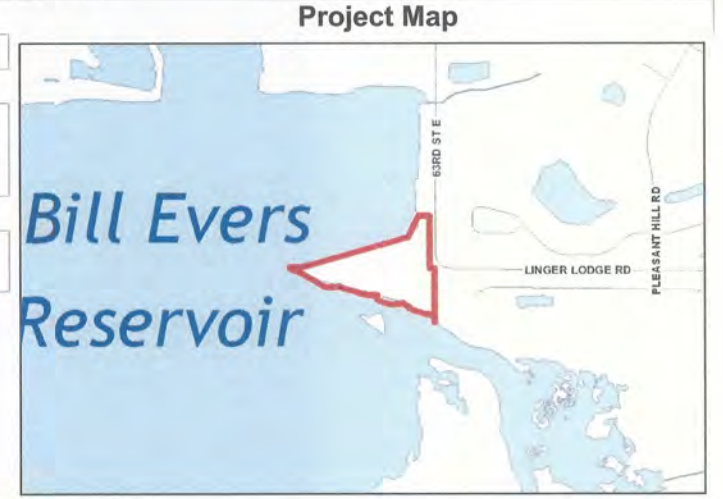 Project Map
63RD ST E
Bill Evers
PLEASANT HILL RD
LINGER LODGE RD
Reservoir